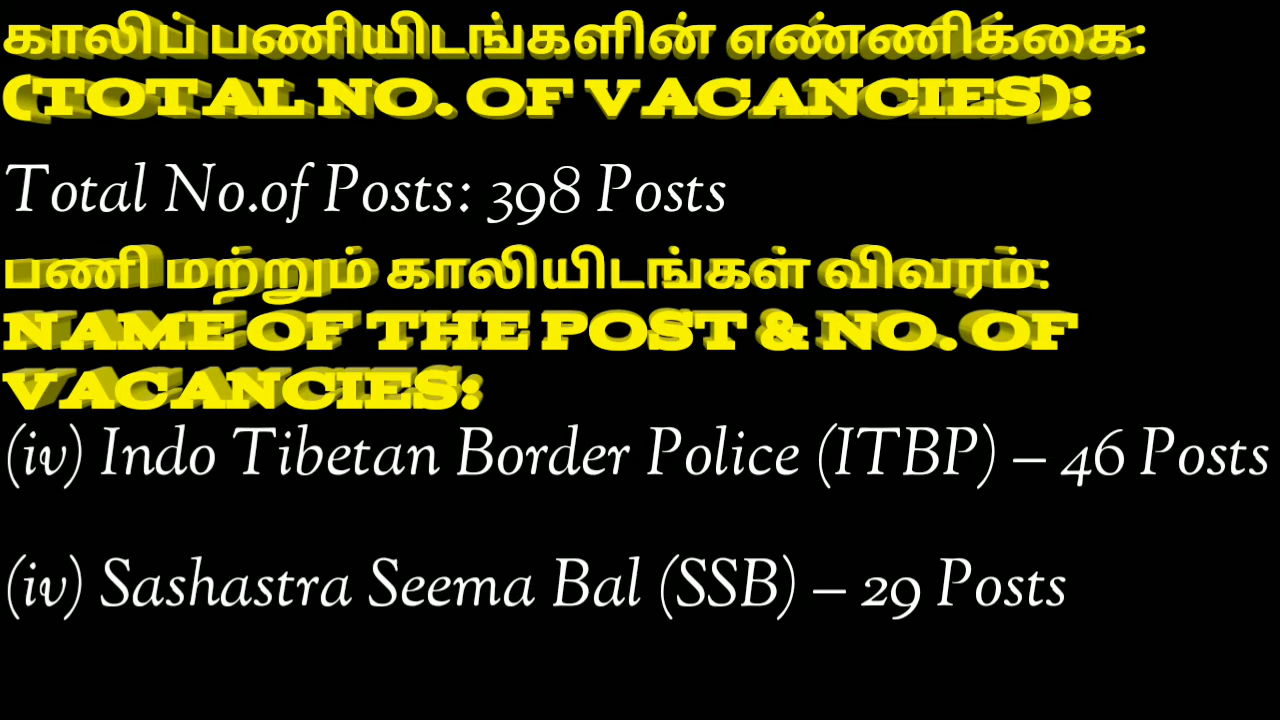 காலிப் பணியிடங்களின் எண்ணிக்கை:
(TOTAL NO. OF VACANCIES):
Total No.of Posts: 398 Posts
பணி மற்றும் காலியிடங்கள் விவரம்:
NAME OF THE POST & NO. OF
VACANCIES:
(iv) Indo Tibetan Border Police (ITBP) – 46 Posts
(iv) Sashastra Seema Bal (SSB) – 29 Posts